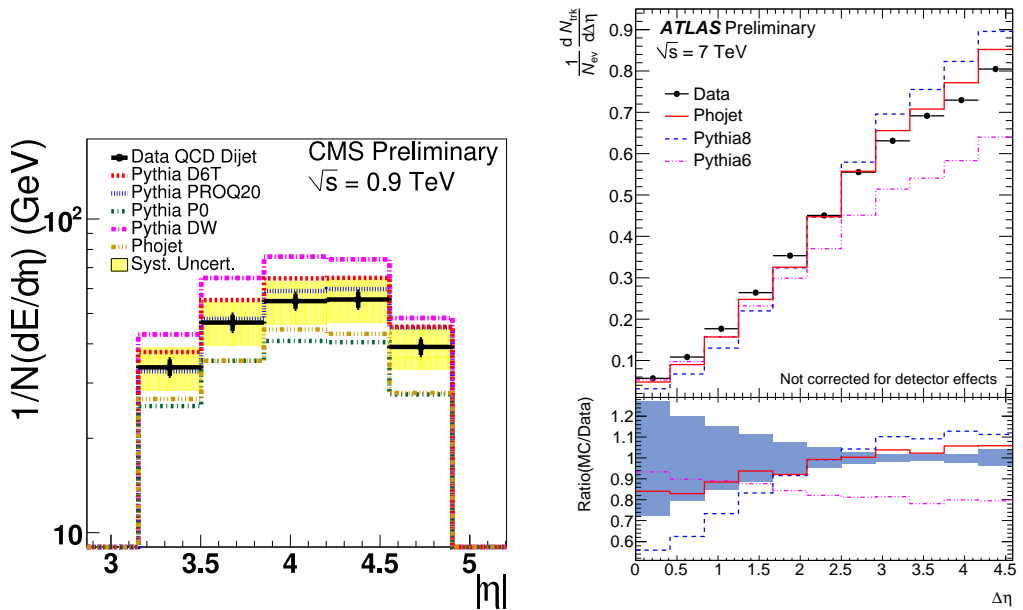 CMS Preliminary
√s = 0.9 TeV
Data QCD Dijet
Pythia D6T
Pythia PROQ20
Pythia P0
Pythia DW
Phojet
Syst. Uncert.
1/N(dE/dη) (GeV)
10²
10
3 3.5 4 4.5 5
|η|
ATLAS Preliminary
√s = 7 TeV
Data
Phojet
Pythia8
Pythia6
Not corrected for detector effects
1/N_ev d N_trk/dΔη
0.9
0.8
0.7
0.6
0.5
0.4
0.3
0.2
0.1
Ratio(MC/Data)
1.2
1.1
1.0
0.9
0.8
0.7
0.6
0 0.5 1 1.5 2 2.5 3 3.5 4 4.5
Δη